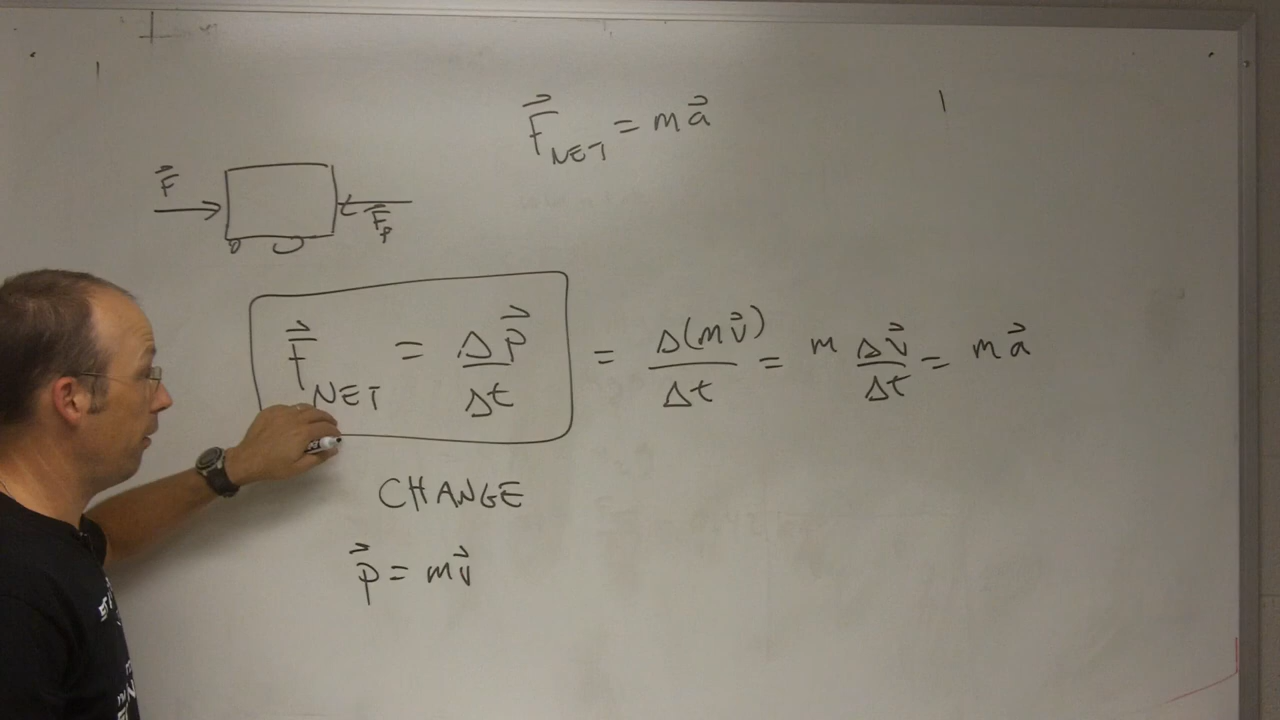 F⃗NET = ma⃗
F⃗
F⃗p
F⃗NET = Δp⃗/Δt = Δ(mv⃗)/Δt = m Δv⃗/Δt = ma⃗
CHANGE
p⃗ = mv⃗